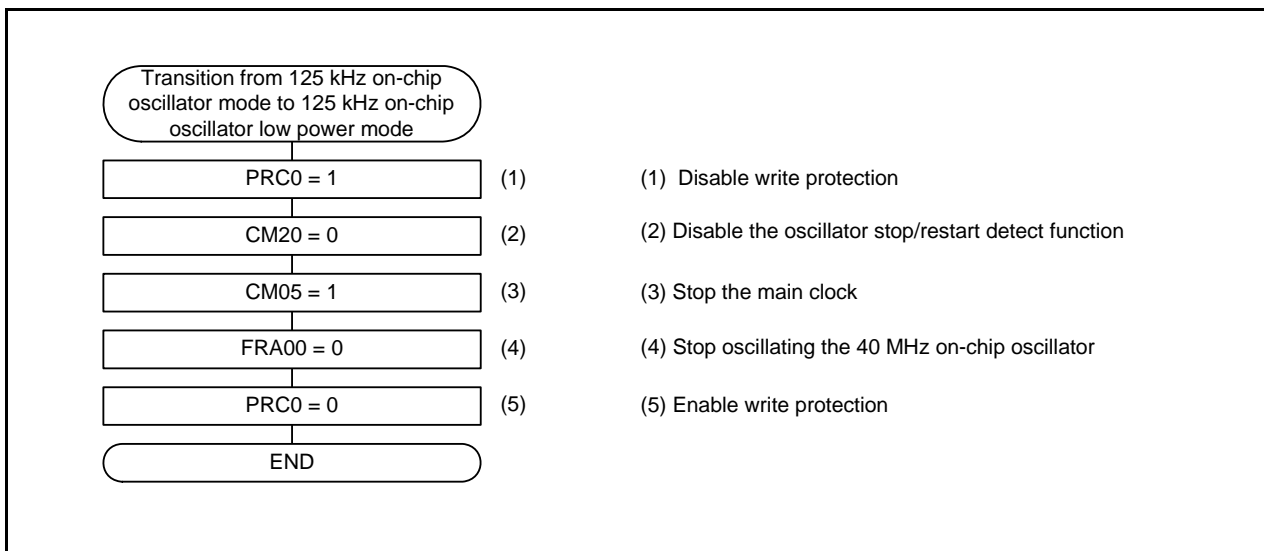 Transition from 125 kHz on-chip
oscillator mode to 125 kHz on-chip
oscillator low power mode
PRC0 = 1 (1) (1) Disable write protection
CM20 = 0 (2) (2) Disable the oscillator stop/restart detect function
CM05 = 1 (3) (3) Stop the main clock
FRA00 = 0 (4) (4) Stop oscillating the 40 MHz on-chip oscillator
PRC0 = 0 (5) (5) Enable write protection
END